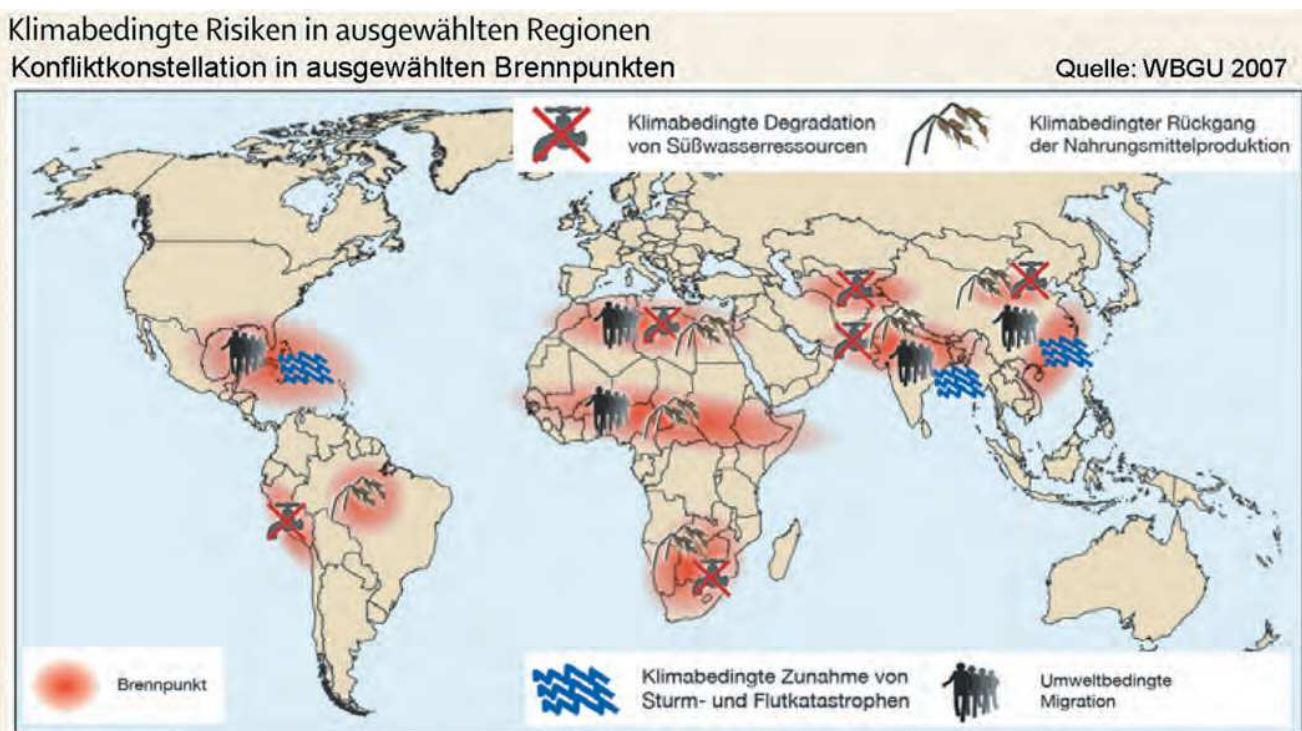 Klimabedingte Risiken in ausgewählten Regionen
Konfliktkonstellation in ausgewählten Brennpunkten
Quelle: WBGU 2007
Klimabedingte Degradation
von Süßwasserressourcen
Klimabedingter Rückgang
der Nahrungsmittelproduktion
Brennpunkt
Klimabedingte Zunahme von
Sturm- und Flutkatastrophen
Umweltbedingte
Migration